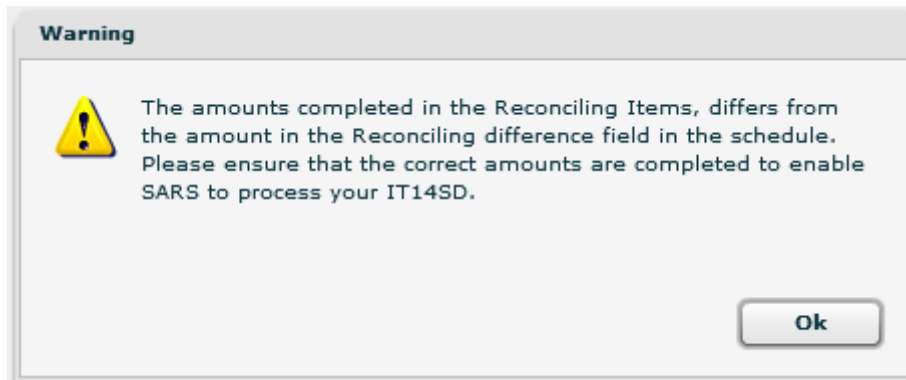 Warning
The amounts completed in the Reconciling Items, differs from
the amount in the Reconciling difference field in the schedule.
Please ensure that the correct amounts are completed to enable
SARS to process your IT14SD.
Ok